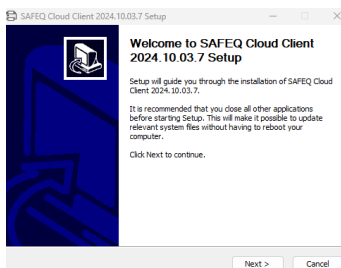 SAFEQ Cloud Client 2024.10.03.7 Setup
Welcome to SAFEQ Cloud Client
2024.10.03.7 Setup
Setup will guide you through the installation of SAFEQ Cloud
Client 2024.10.03.7.
It is recommended that you close all other applications
before starting Setup. This will make it possible to update
relevant system files without having to reboot your
computer.
Click Next to continue.
Next >
Cancel